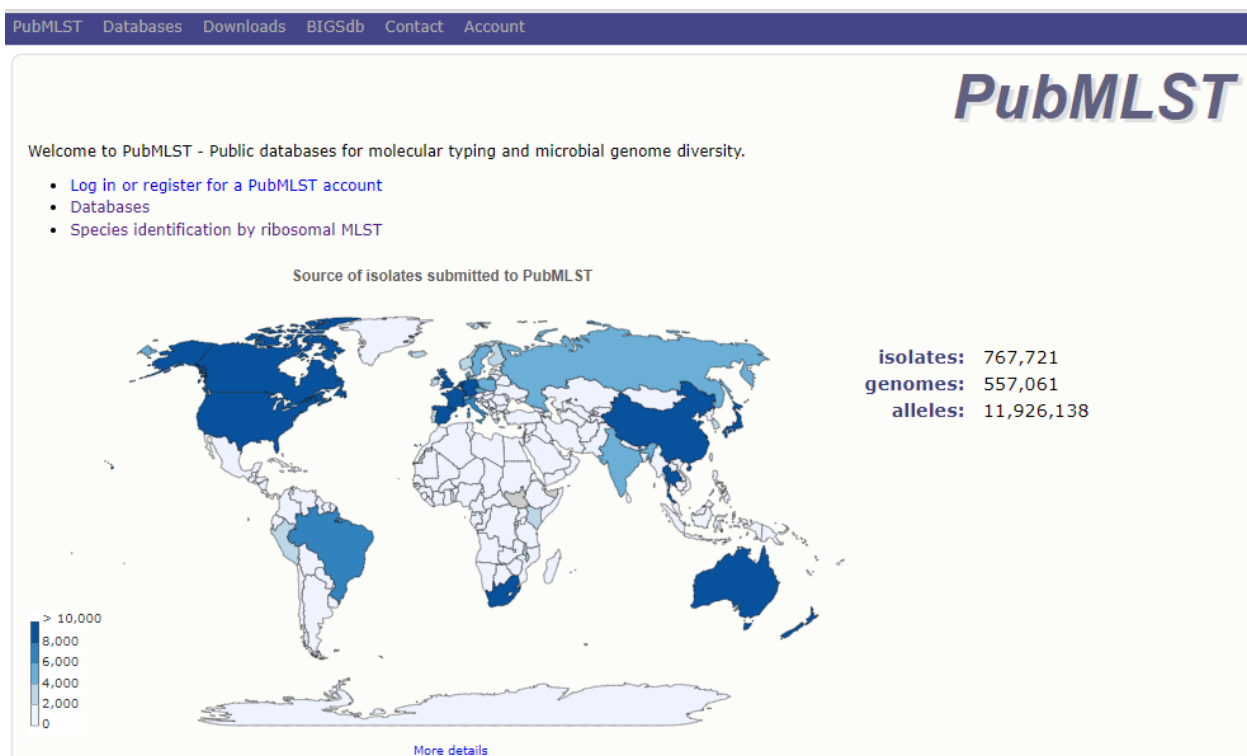 PubMLST Databases Downloads BIGSdb Contact Account
PubMLST
Welcome to PubMLST - Public databases for molecular typing and microbial genome diversity.
Log in or register for a PubMLST account
Databases
Species identification by ribosomal MLST
Source of isolates submitted to PubMLST
isolates: 767,721
genomes: 557,061
alleles: 11,926,138
> 10,000
8,000
6,000
4,000
2,000
0
More details